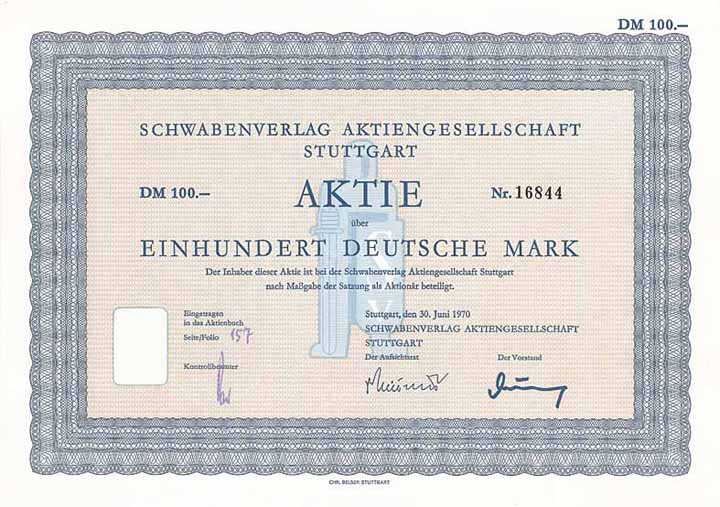 DM 100.—
SCHWABENVERLAG AKTIENGESELLSCHAFT
STUTTGART
DM 100.— AKTIE Nr. 16844
über
EINHUNDERT DEUTSCHE MARK
Der Inhaber dieser Aktie ist bei der Schwabenverlag Aktiengesellschaft Stuttgart
nach Maßgabe der Satzung als Aktionär beteiligt.
Eingetragen
in das Aktienbuch
Seite/Folio 157
Kontrollbeamter
Stuttgart, den 30. Juni 1970
SCHWABENVERLAG AKTIENGESELLSCHAFT
STUTTGART
Der Aufsichtsrat Der Vorstand
CHR. BELSER STUTTGART